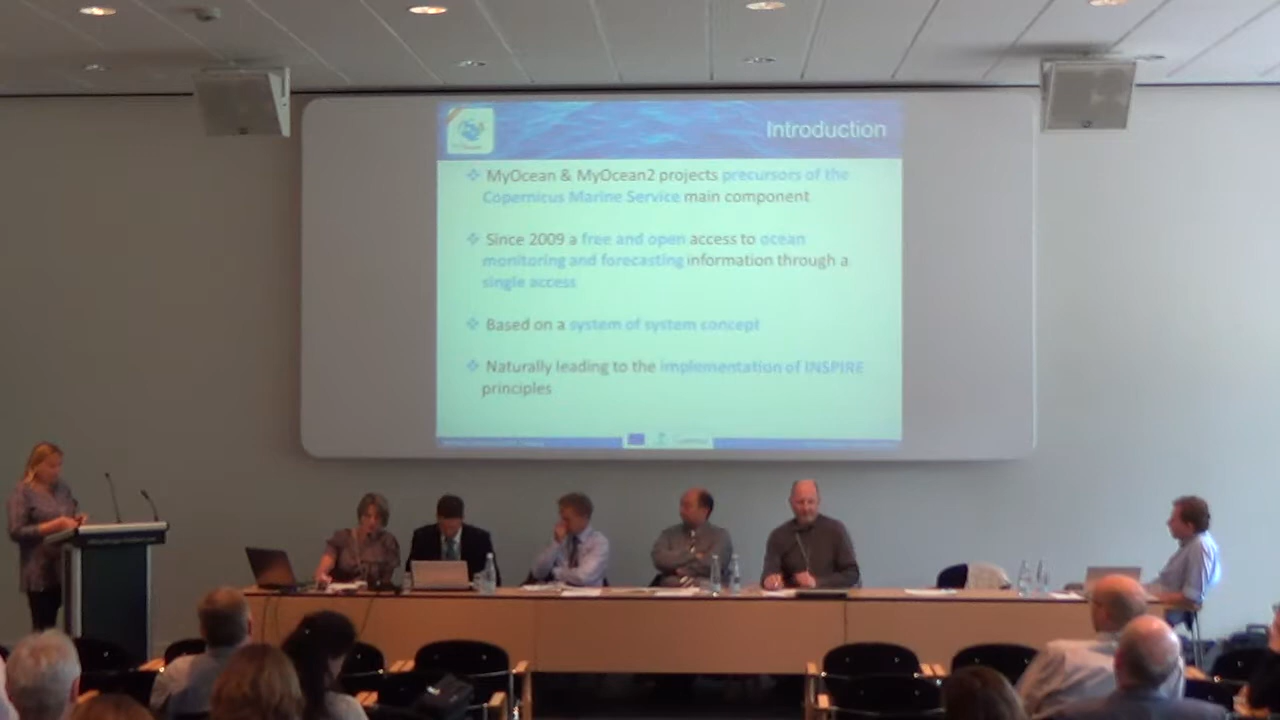 Introduction
MyOcean & MyOcean2 projects precursors of the
Copernicus Marine Service main component
Since 2009 a free and open access to ocean
monitoring and forecasting information through a
single access
Based on a system of system concept
Naturally leading to the implementation of INSPIRE
principles